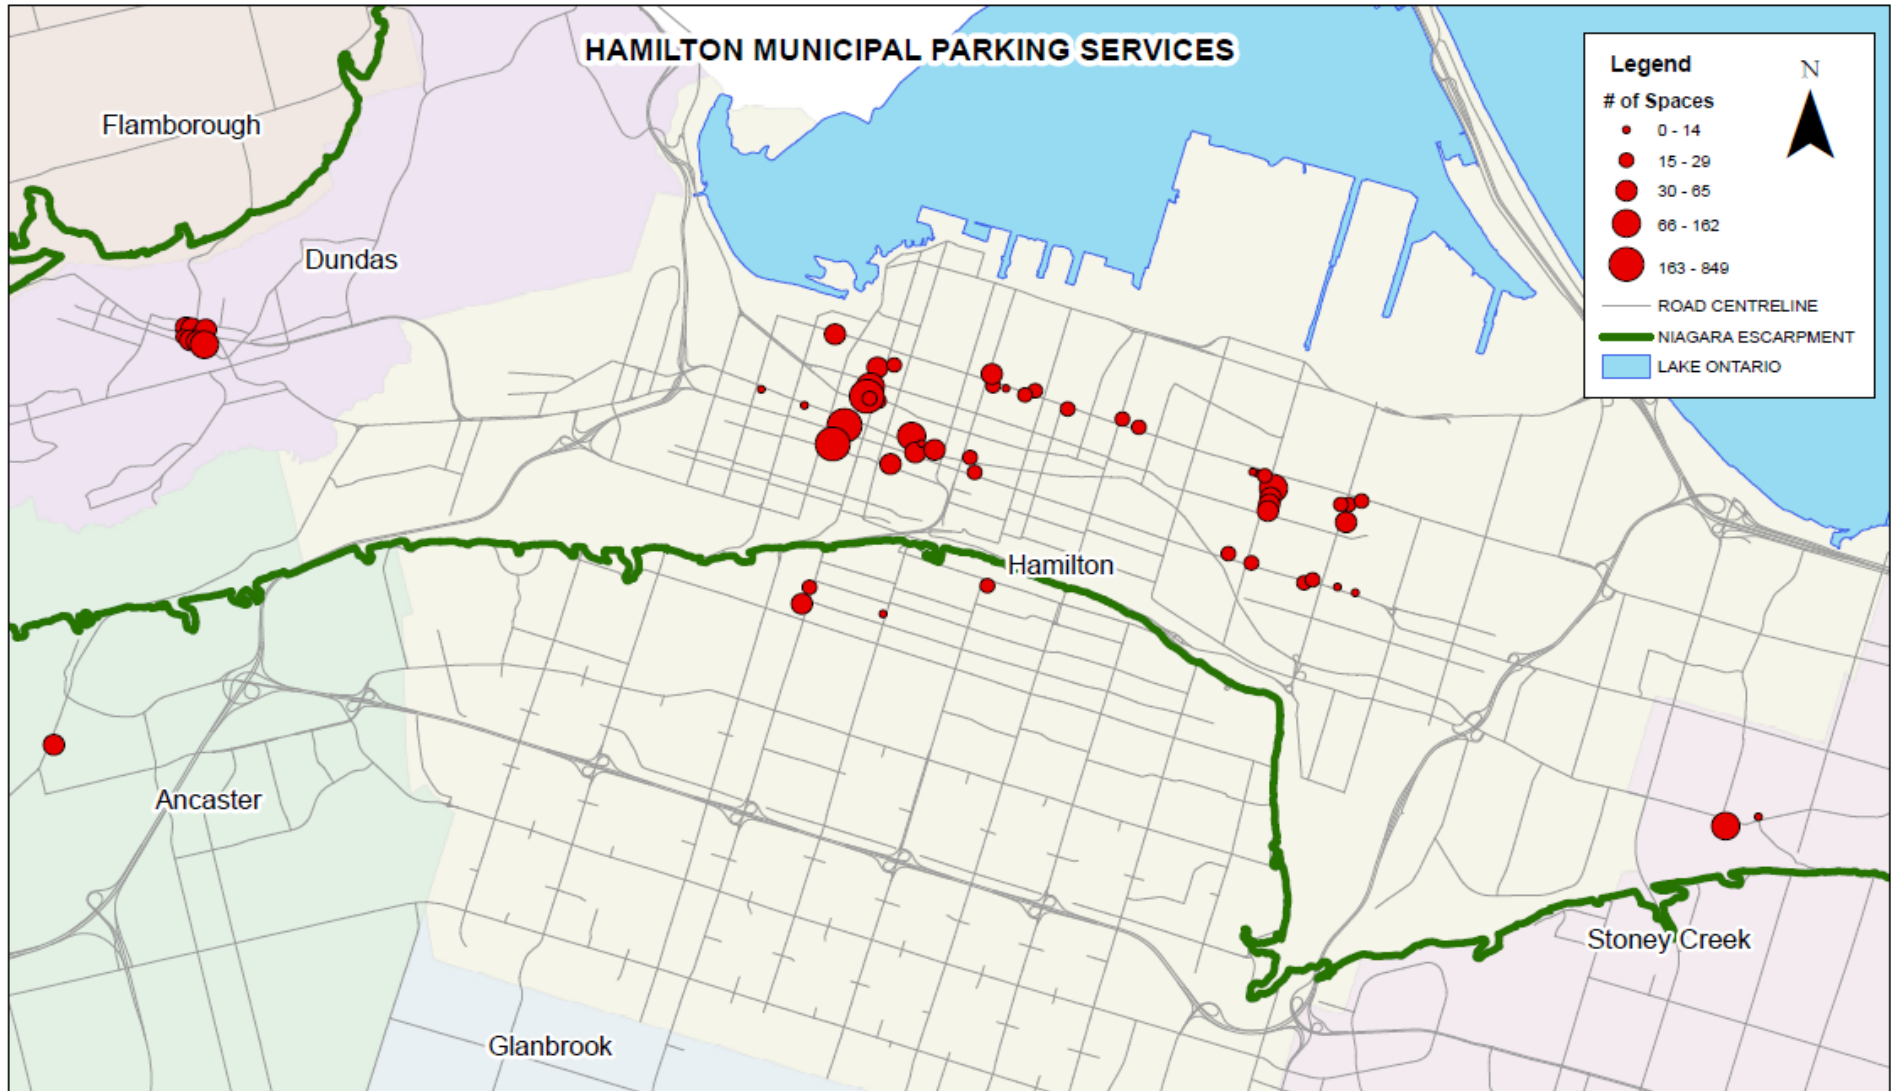 HAMILTON MUNICIPAL PARKING SERVICES
Legend
N
# of Spaces
0 - 14
15 - 29
30 - 65
66 - 162
163 - 849
ROAD CENTRELINE
NIAGARA ESCARPMENT
LAKE ONTARIO
Flamborough
Dundas
Hamilton
Ancaster
Stoney Creek
Glanbrook